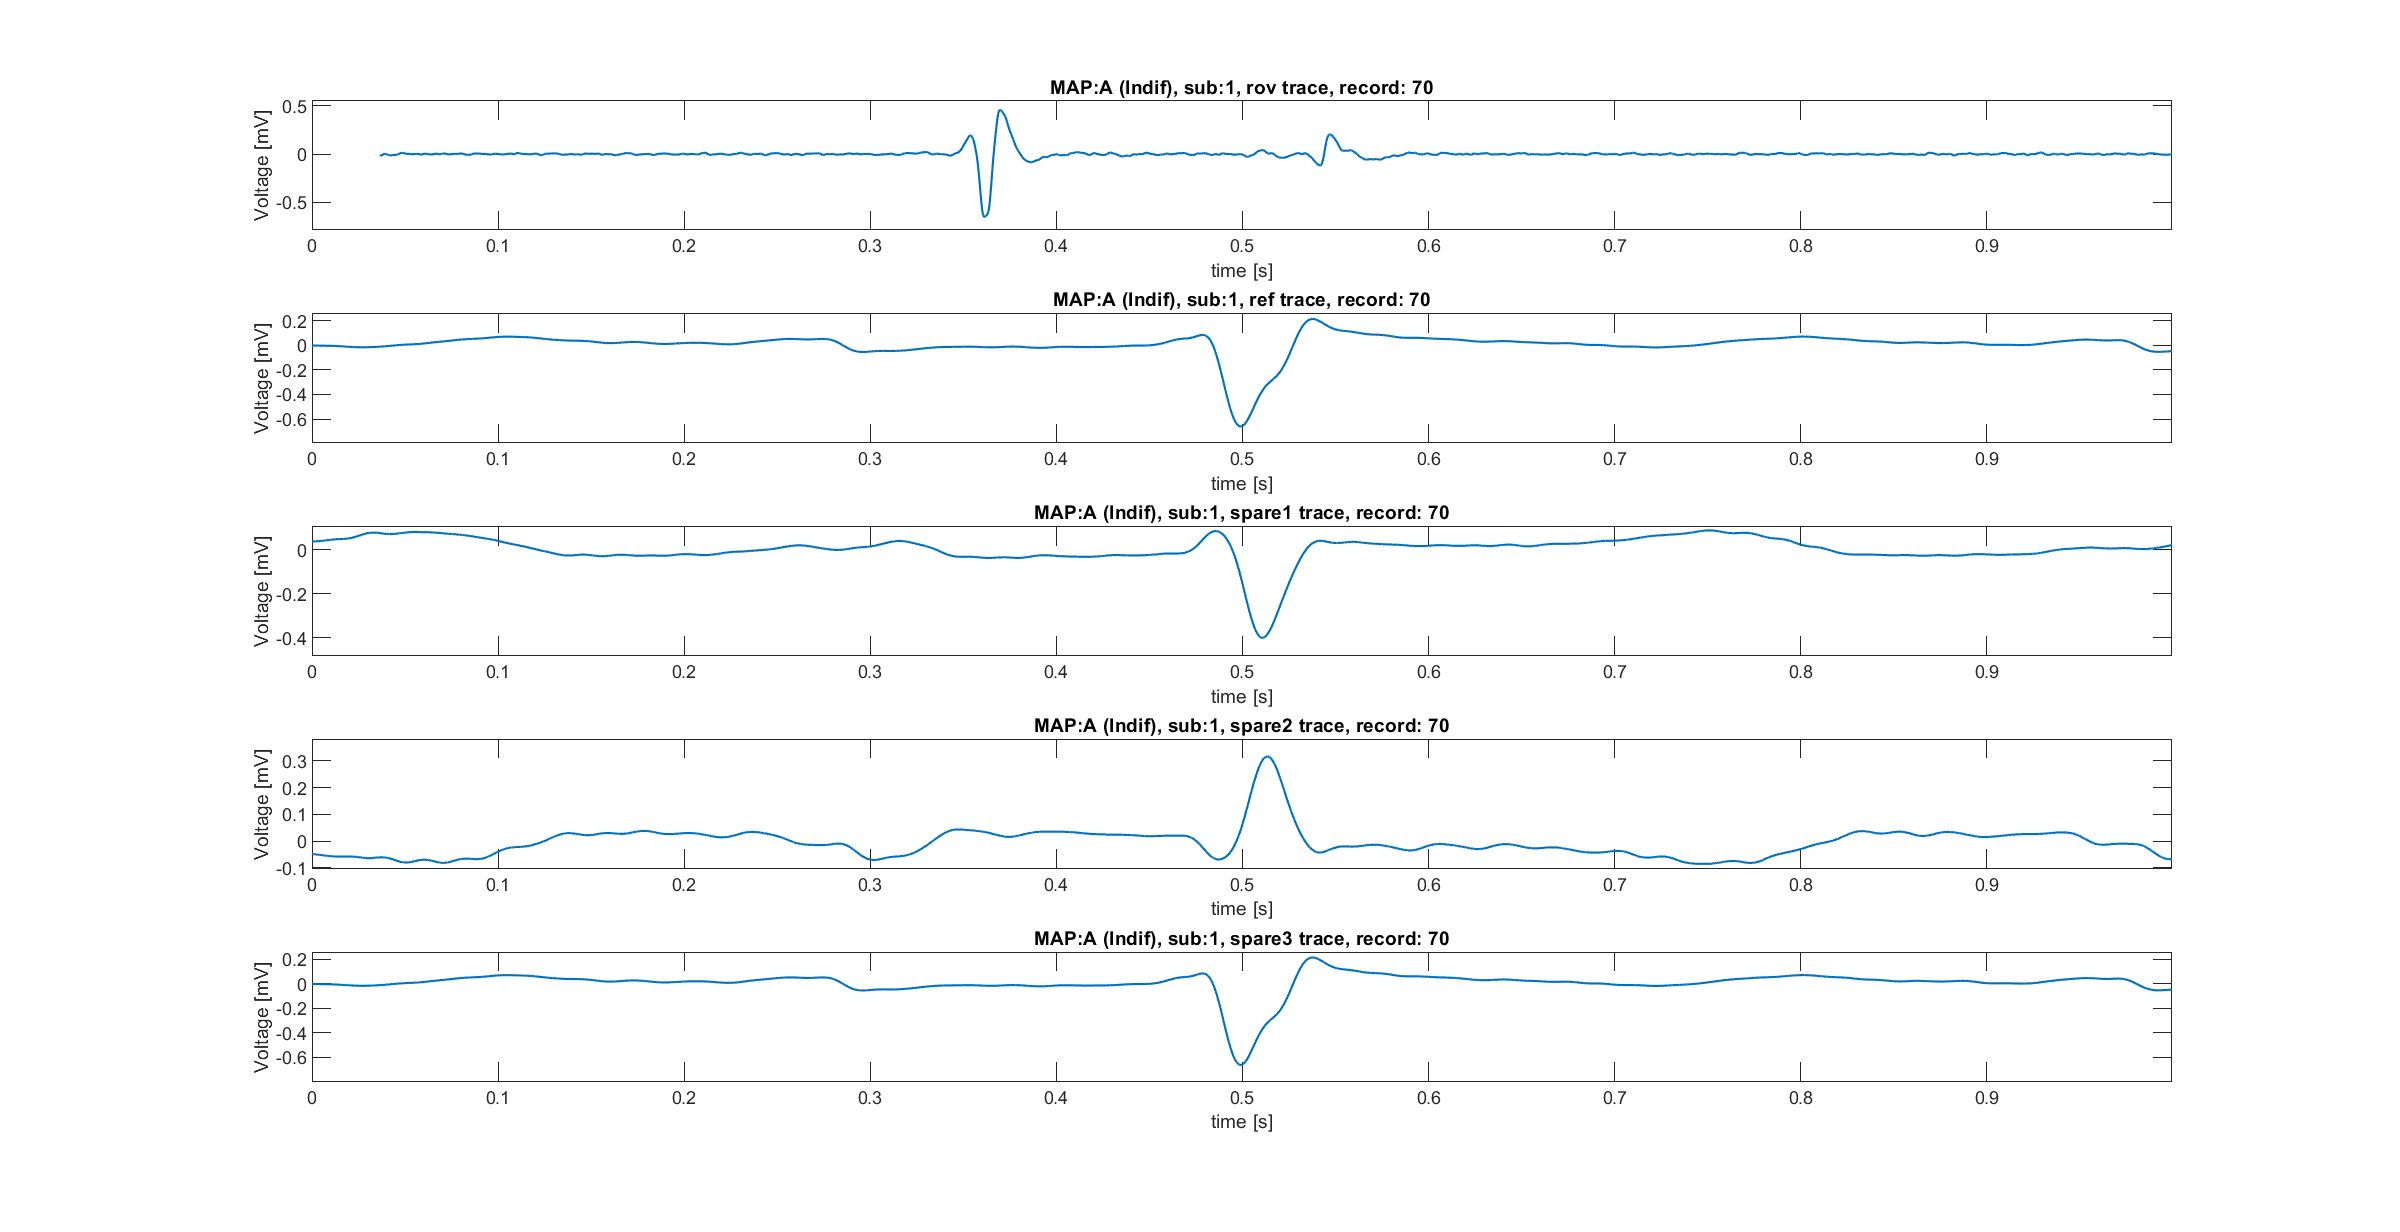 MAP:A (Indif), sub:1, rov trace, record: 70
Voltage [mV]
0.5
0
-0.5
0 0.1 0.2 0.3 0.4 0.5 0.6 0.7 0.8 0.9
time [s]
MAP:A (Indif), sub:1, ref trace, record: 70
Voltage [mV]
0.2
0
-0.2
-0.4
-0.6
0 0.1 0.2 0.3 0.4 0.5 0.6 0.7 0.8 0.9
time [s]
MAP:A (Indif), sub:1, spare1 trace, record: 70
Voltage [mV]
0
-0.2
-0.4
0 0.1 0.2 0.3 0.4 0.5 0.6 0.7 0.8 0.9
time [s]
MAP:A (Indif), sub:1, spare2 trace, record: 70
Voltage [mV]
0.3
0.2
0.1
0
-0.1
0 0.1 0.2 0.3 0.4 0.5 0.6 0.7 0.8 0.9
time [s]
MAP:A (Indif), sub:1, spare3 trace, record: 70
Voltage [mV]
0.2
0
-0.2
-0.4
-0.6
0 0.1 0.2 0.3 0.4 0.5 0.6 0.7 0.8 0.9
time [s]